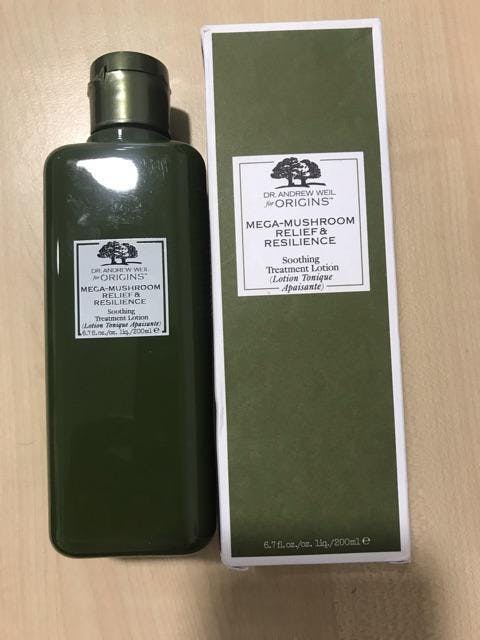 DR. ANDREW WEIL
for ORIGINS™
MEGA-MUSHROOM
RELIEF &
RESILIENCE
Soothing
Treatment Lotion
(Lotion Tonique Apaisante)
6.7 fl.oz./oz. liq./200ml e
DR. ANDREW WEIL
for ORIGINS™
MEGA-MUSHROOM
RELIEF &
RESILIENCE
Soothing
Treatment Lotion
(Lotion Tonique
Apaisante)
6.7 fl.oz./oz. liq./200ml e